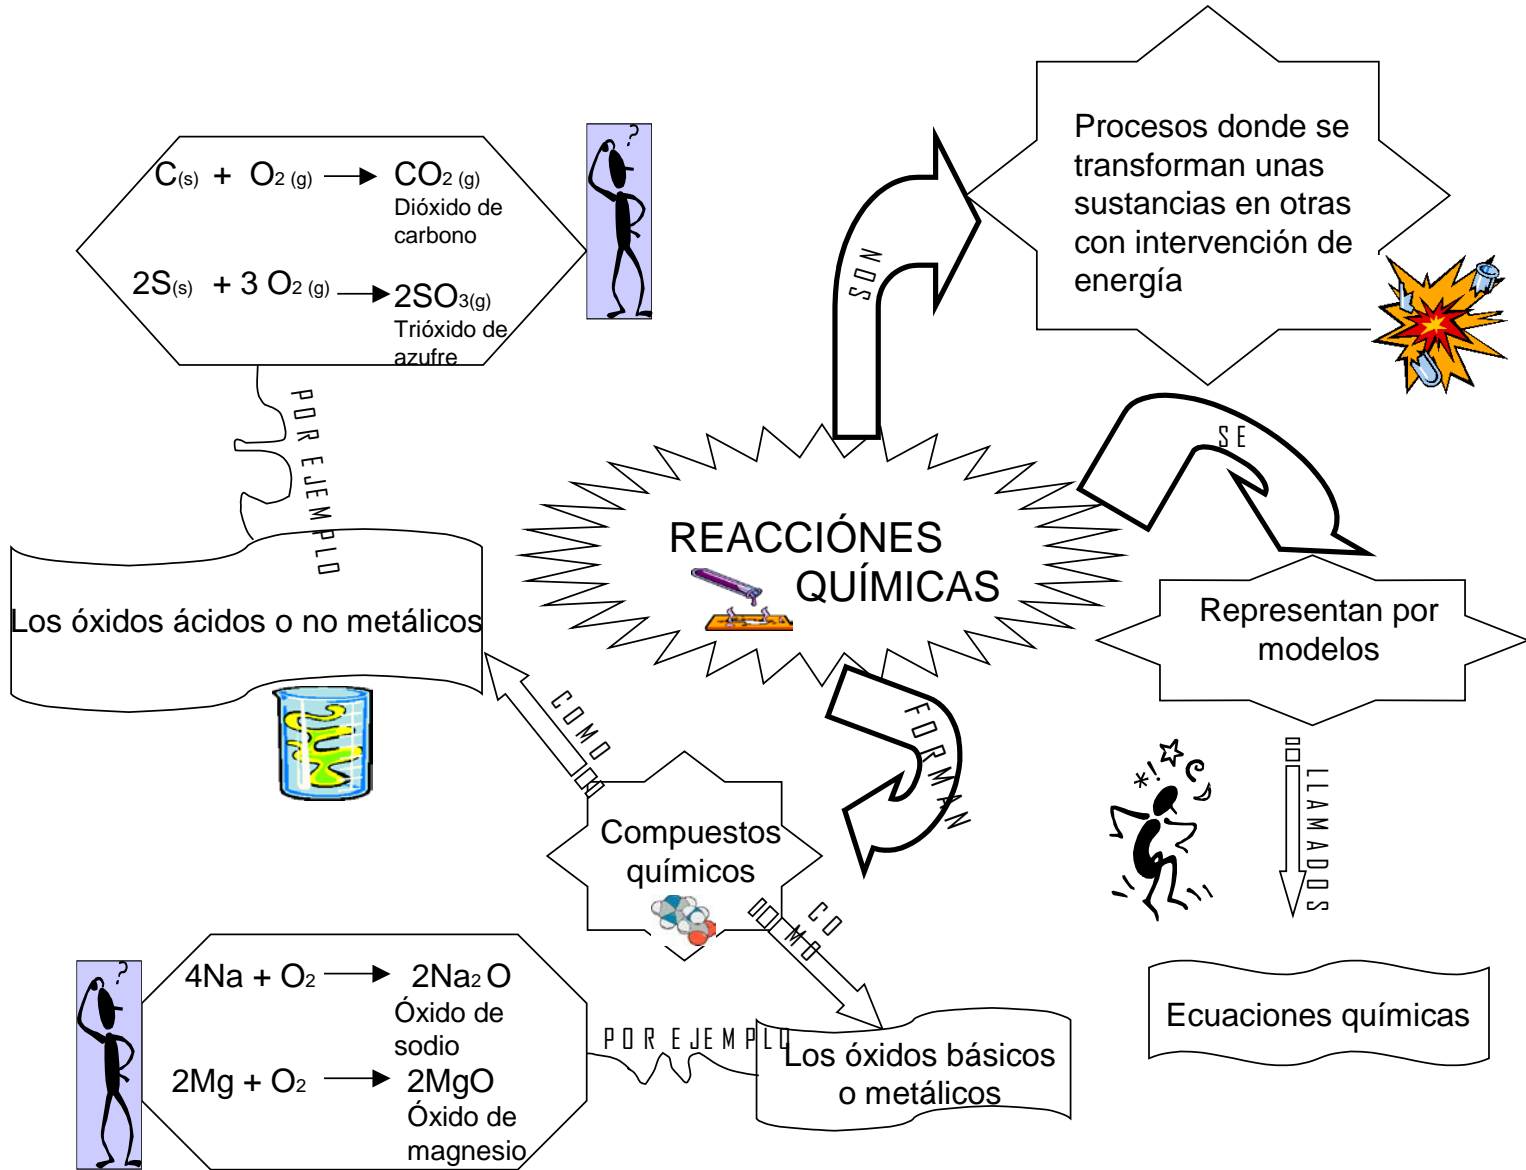 REACCIÓNES
QUÍMICAS
SON
Procesos donde se
transforman unas
sustancias en otras
con intervención de
energía
SE
Representan por
modelos
LLAMADOS
Ecuaciones químicas
FORMAN
Compuestos
químicos
COMO
Los óxidos ácidos o no metálicos
POR EJEMPLO
C(s) + O2 (g) → CO2 (g)
Dióxido de
carbono
2S(s) + 3 O2 (g) → 2SO3(g)
Trióxido de
azufre
?
CO
MO
Los óxidos básicos
o metálicos
POR EJEMPLO
4Na + O2 → 2Na2 O
Óxido de
sodio
2Mg + O2 → 2MgO
Óxido de
magnesio
?
*!